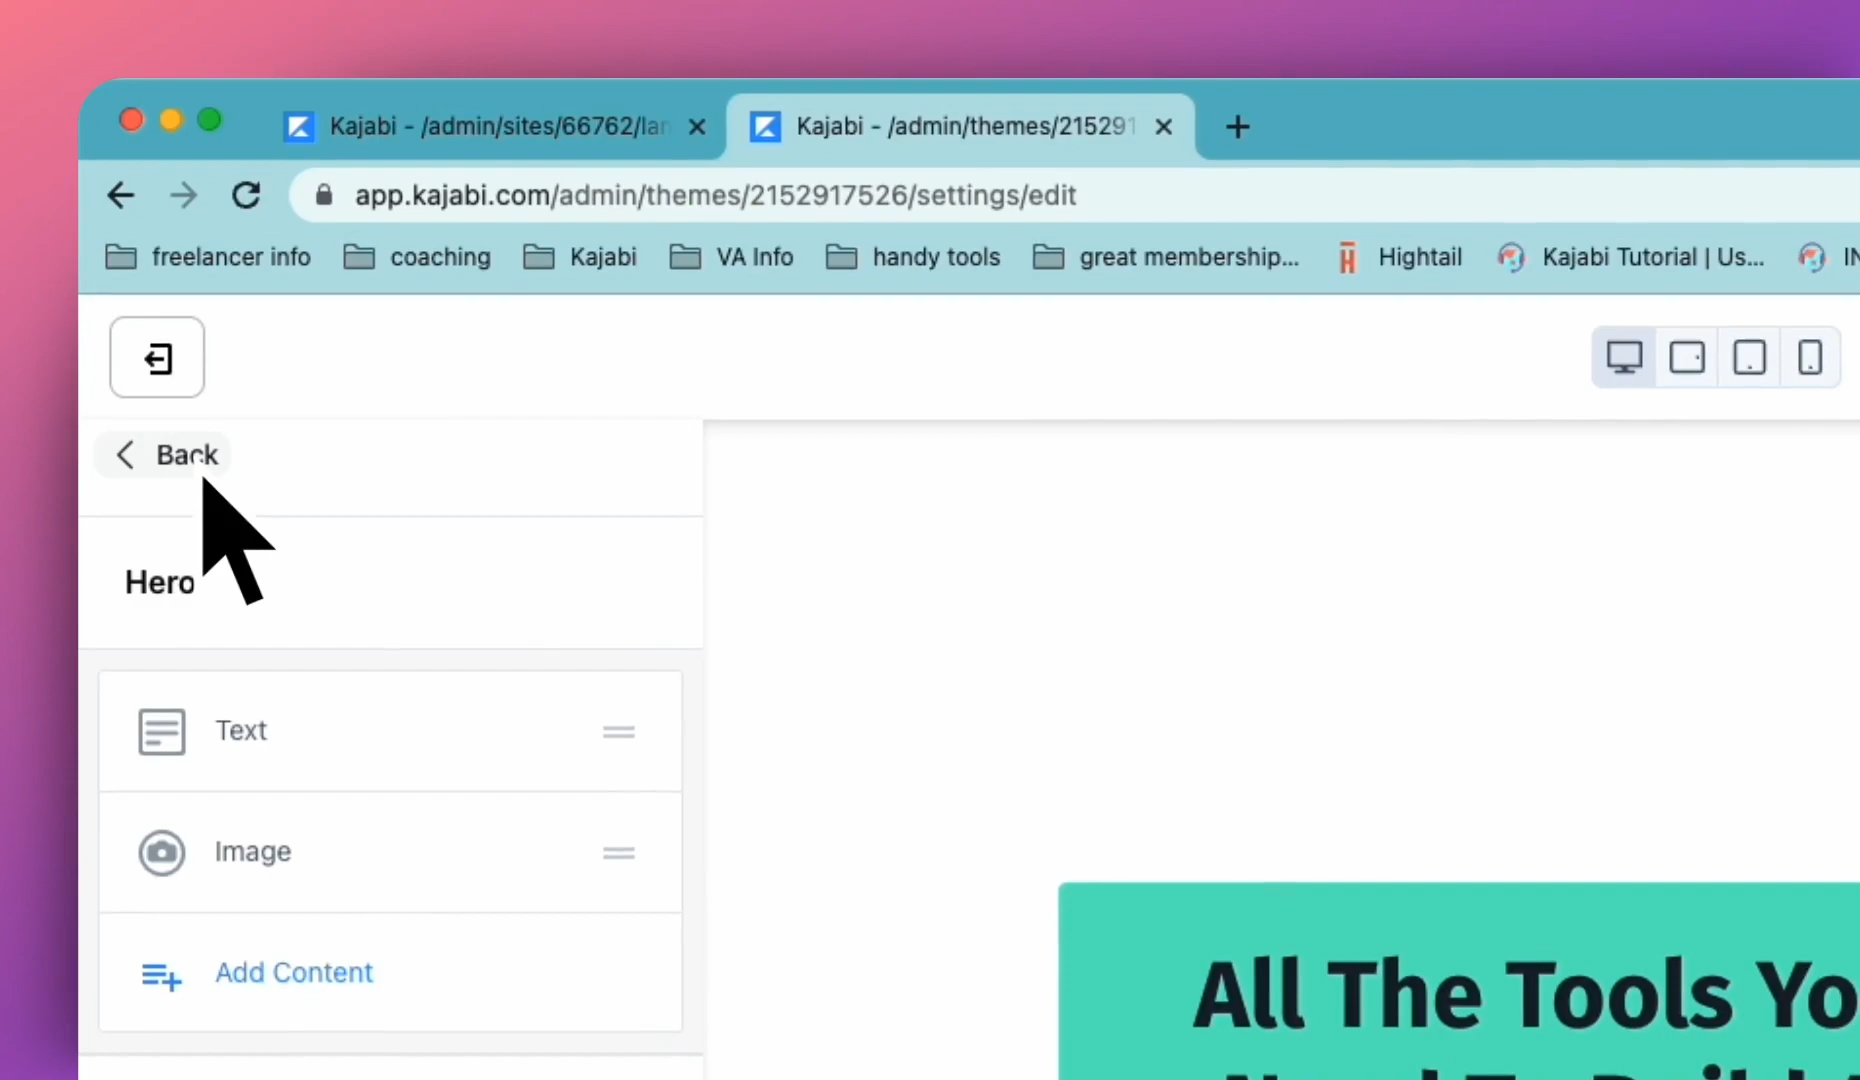 Kajabi - /admin/sites/66762/lan
Kajabi - /admin/themes/215291
app.kajabi.com/admin/themes/2152917526/settings/edit
freelancer info
coaching
Kajabi
VA Info
handy tools
great membership...
Hightail
Kajabi Tutorial | Us...
Back
Hero
Text
Image
Add Content
All The Tools Yo